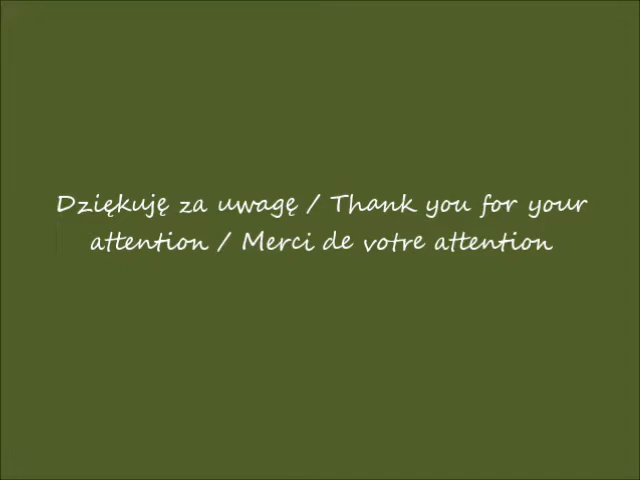 Dziękuję za uwagę / Thank you for your
attention / Merci de votre attention